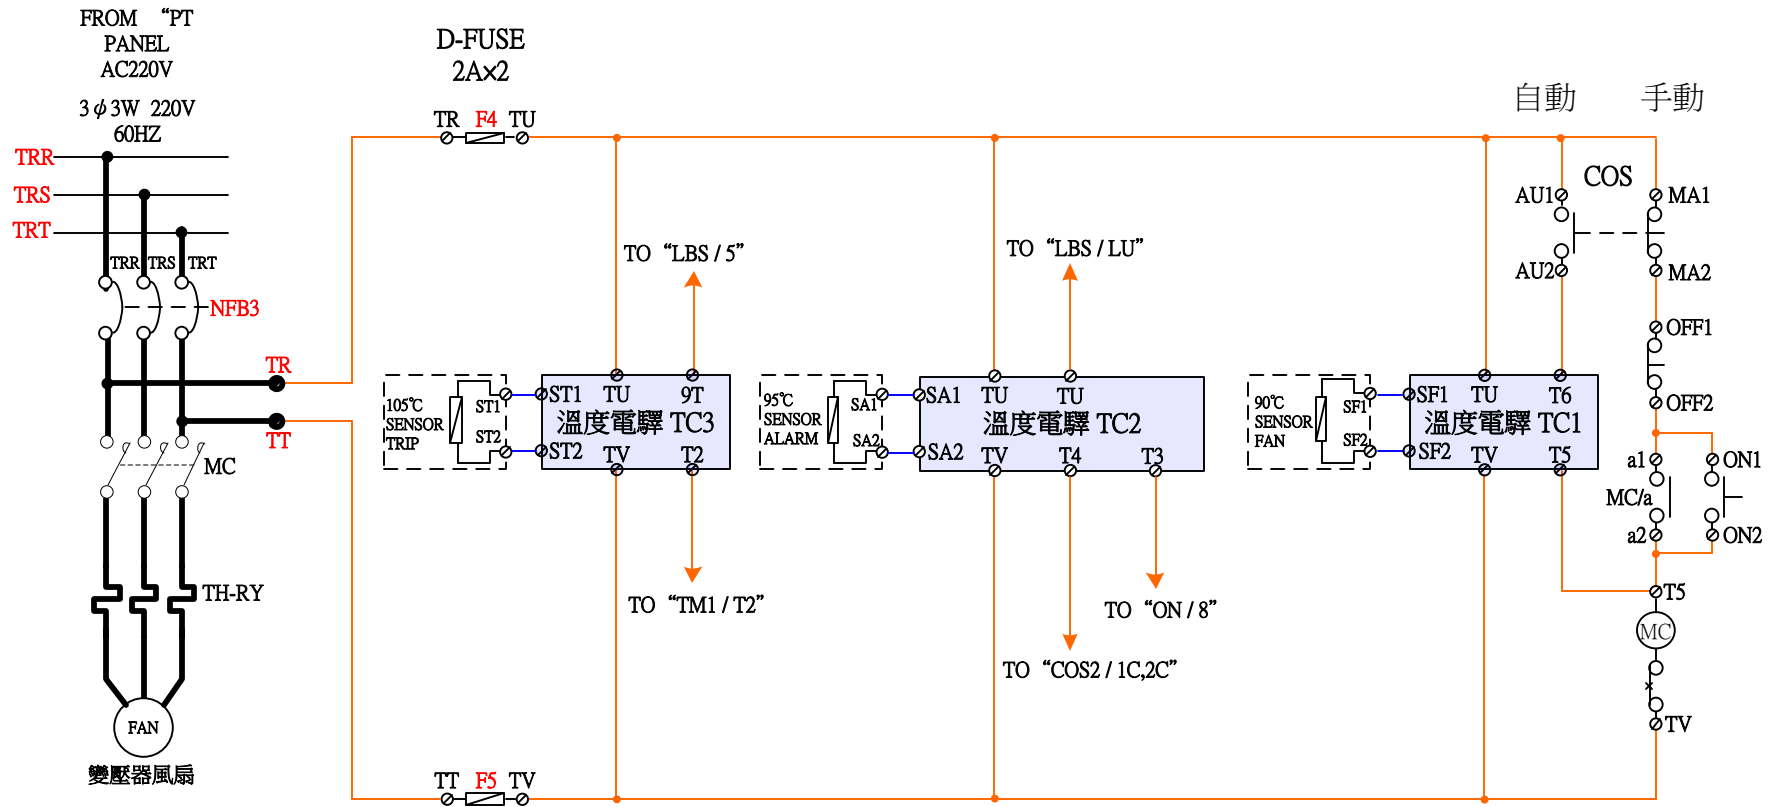 FROM “PT
PANEL
AC220V
3φ3W 220V
60HZ
TRR
TRS
TRT
TRR
TRS
TRT
NFB3
TR
TT
MC
TH-RY
FAN
變壓器風扇
D-FUSE
2A×2
TR F4 TU
TO “LBS / 5”
105℃
SENSOR
TRIP
ST1
ST2
ST1 TU 9T
溫度電驛 TC3
ST2 TV T2
TO “TM1 / T2”
TO “LBS / LU”
95℃
SENSOR
ALARM
SA1
SA2
SA1 TU TU
溫度電驛 TC2
SA2 TV T4 T3
TO “ON / 8”
TO “COS2 / 1C,2C”
90℃
SENSOR
FAN
SF1
SF2
SF1 TU T6
溫度電驛 TC1
SF2 TV T5
自動 手動
COS
AU1 MA1
AU2 MA2
OFF1
OFF2
a1 ON1
MC/a
a2 ON2
T5
MC
TV
TT F5 TV